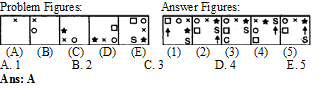 Problem Figures: Answer Figures:
(A) (B) (C) (D) (E) (1) (2) (3) (4) (5)
A. 1 B. 2 C. 3 D. 4 E. 5
Ans: A